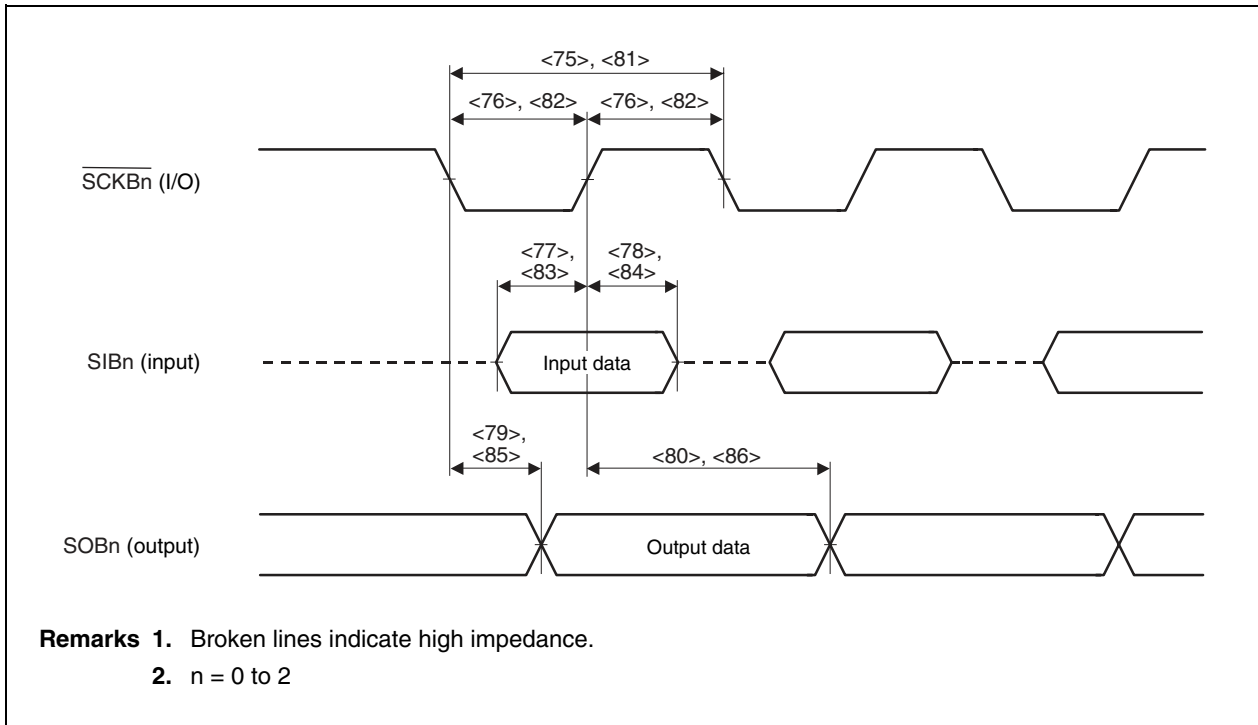 <75>, <81>
<76>, <82> <76>, <82>
SCKBn (I/O)
<77>, <78>,
<83> <84>
SIBn (input)
Input data
<79>,
<85>
<80>, <86>
SOBn (output)
Output data
Remarks 1. Broken lines indicate high impedance.
2. n = 0 to 2